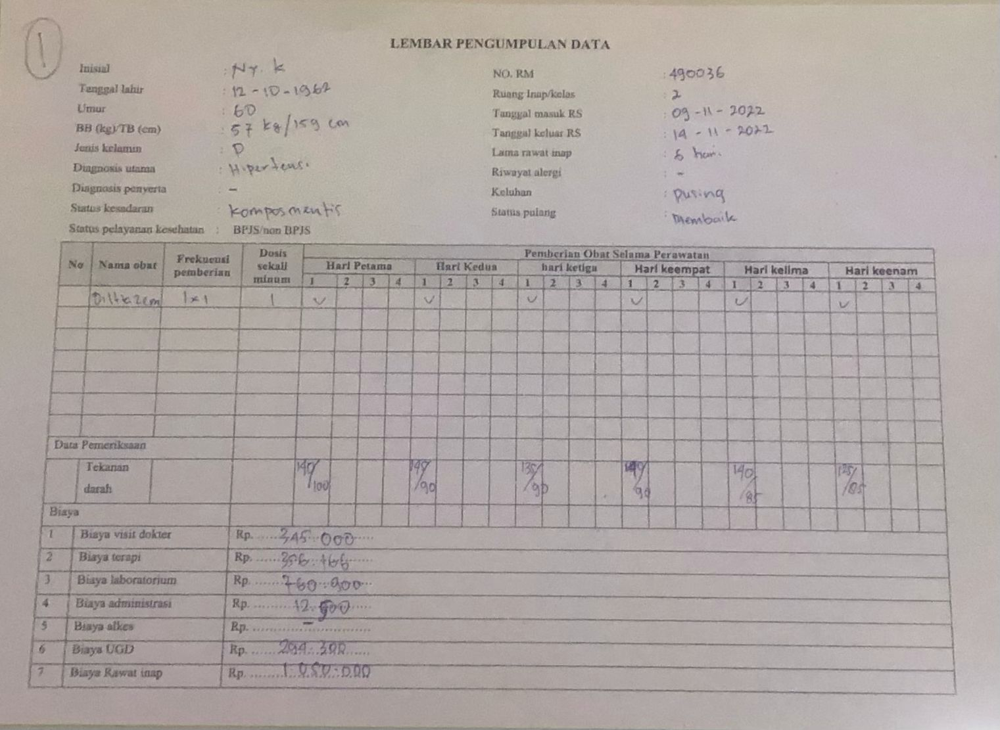 1
LEMBAR PENGUMPULAN DATA
Inisial : Ny. k
Tanggal lahir : 12 - 10 - 1962
Umur : 60
BB (kg)/TB (cm) : 57 kg/159 cm
Jenis kelamin : P
Diagnosis utama : Hipertensi
Diagnosis penyerta : -
Status kesadaran : komposmentis
Status pelayanan kesehatan : BPJS/non BPJS
NO. RM : 490036
Ruang Inap/kelas : 2
Tanggal masuk RS : 09 - 11 - 2022
Tanggal keluar RS : 14 - 11 - 2022
Lama rawat inap : 6 hari
Riwayat alergi : -
Keluhan : pusing
Status pulang : Membaik
No Nama obat Frekuensi pemberian Dosis sekali minum Pemberian Obat Selama Perawatan
Hari Petama Hari Kedua hari ketiga Hari keempat Hari kelima Hari keenam
1 2 3 4 1 2 3 4 1 2 3 4 1 2 3 4 1 2 3 4 1 2 3 4
Diltiazem 1x1 1 ✓ ✓ ✓ ✓ ✓ ✓
Data Pemeriksaan
Tekanan darah 140/100 /90 135/90 /90 140/85 125/85
Biaya
1 Biaya visit dokter Rp. 345.000
2 Biaya terapi Rp.
3 Biaya laboratorium Rp. 760.900
4 Biaya administrasi Rp. 12.500
5 Biaya alkes Rp. -
6 Biaya UGD Rp. 294.300
7 Biaya Rawat inap Rp. 1.050.000